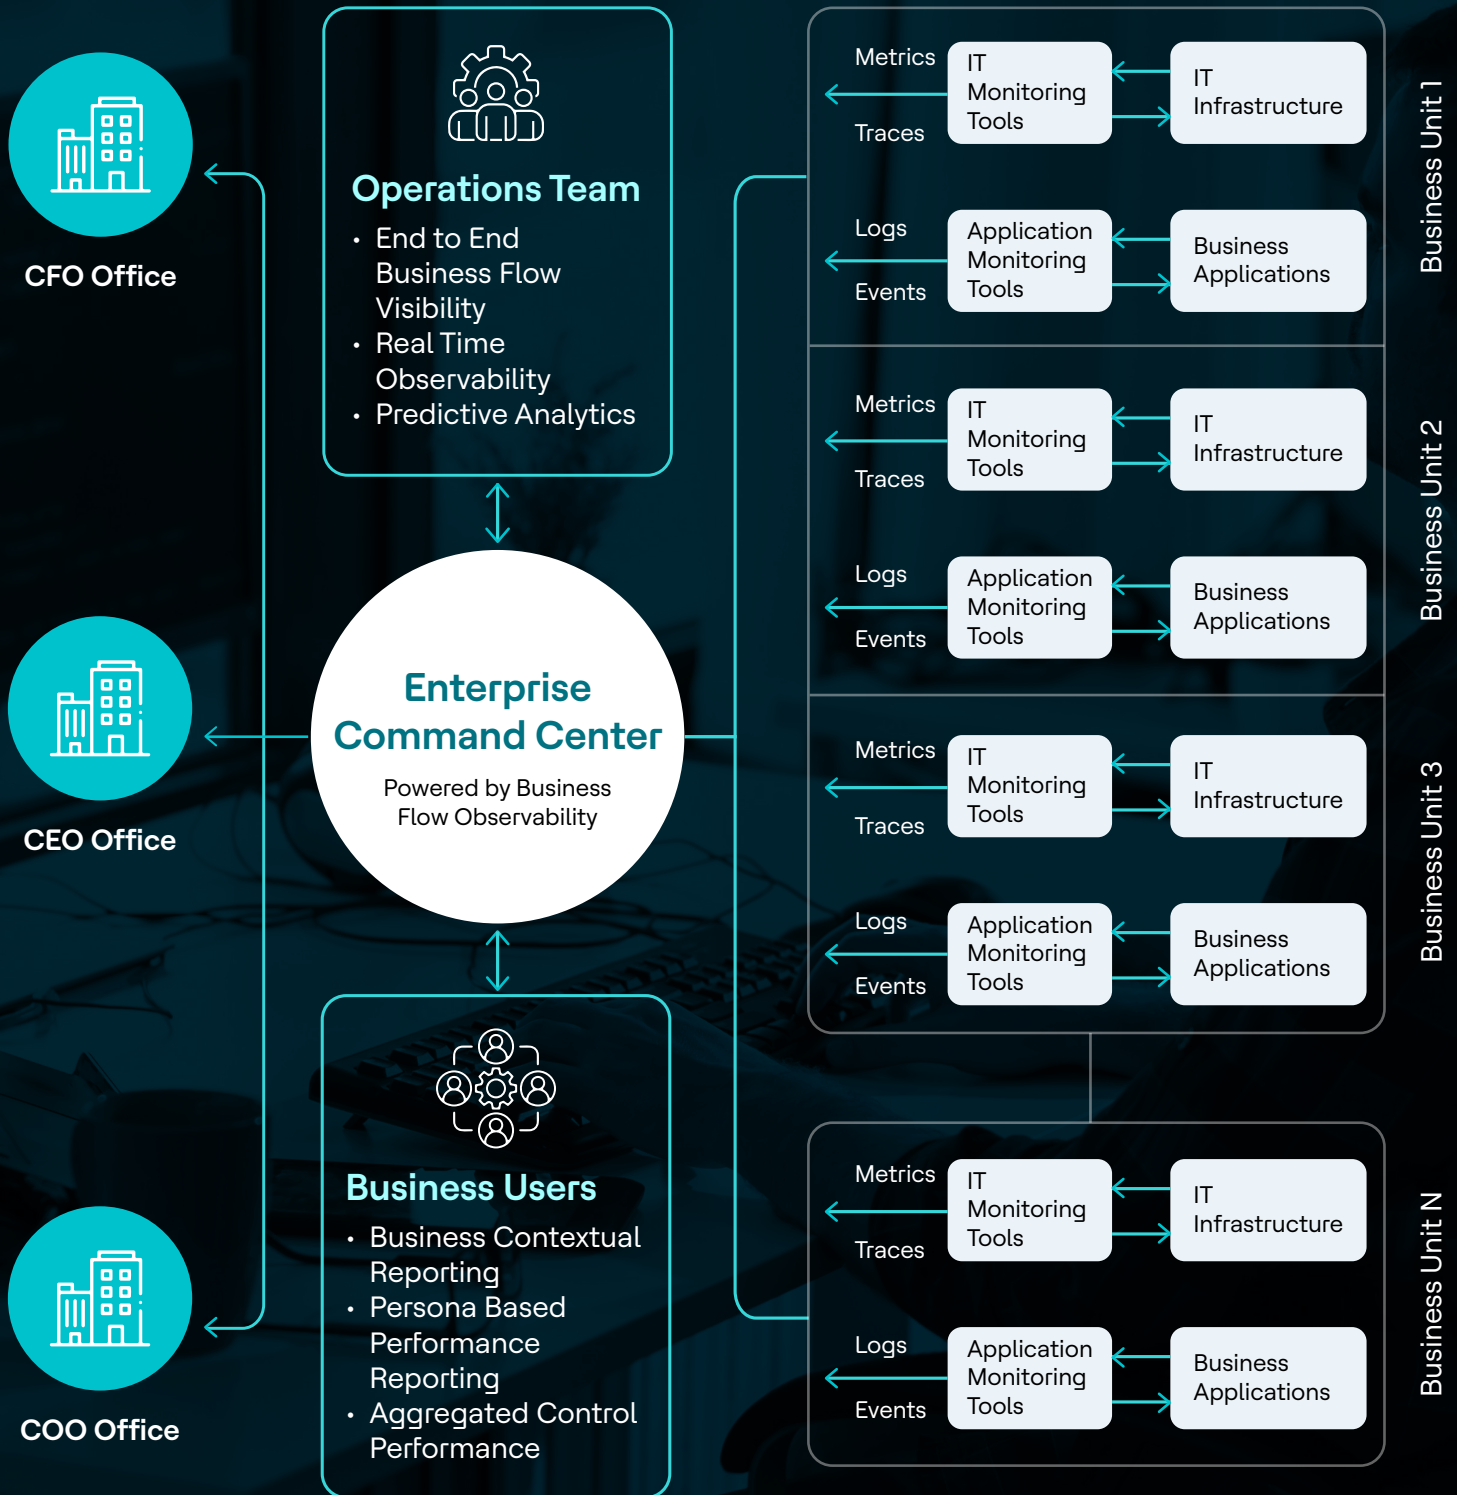 CFO Office
CEO Office
COO Office
Operations Team
• End to End
Business Flow
Visibility
• Real Time
Observability
• Predictive Analytics
Enterprise
Command Center
Powered by Business
Flow Observability
Business Users
• Business Contextual
Reporting
• Persona Based
Performance
Reporting
• Aggregated Control
Performance
Metrics
Traces
IT
Monitoring
Tools
IT
Infrastructure
Logs
Events
Application
Monitoring
Tools
Business
Applications
Business Unit 1
Metrics
Traces
IT
Monitoring
Tools
IT
Infrastructure
Logs
Events
Application
Monitoring
Tools
Business
Applications
Business Unit 2
Metrics
Traces
IT
Monitoring
Tools
IT
Infrastructure
Logs
Events
Application
Monitoring
Tools
Business
Applications
Business Unit 3
Metrics
Traces
IT
Monitoring
Tools
IT
Infrastructure
Logs
Events
Application
Monitoring
Tools
Business
Applications
Business Unit N